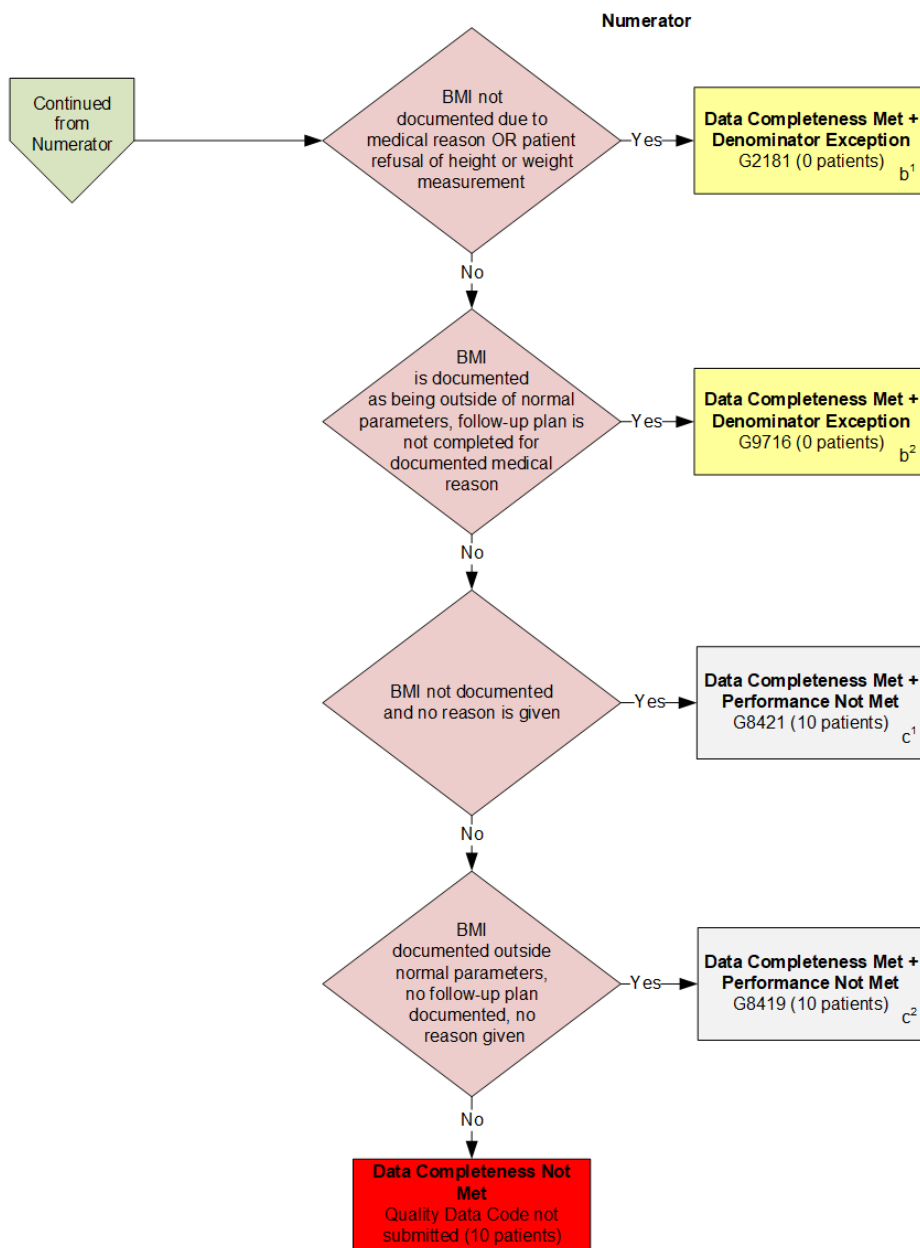 Numerator
Continued
from
Numerator
BMI not
documented due to
medical reason OR patient
refusal of height or weight
measurement
Yes
Data Completeness Met +
Denominator Exception
G2181 (0 patients)
b¹
No
BMI
is documented
as being outside of normal
parameters, follow-up plan is
not completed for
documented medical
reason
Yes
Data Completeness Met +
Denominator Exception
G9716 (0 patients)
b²
No
BMI not documented
and no reason is given
Yes
Data Completeness Met +
Performance Not Met
G8421 (10 patients)
c¹
No
BMI
documented outside
normal parameters,
no follow-up plan
documented, no
reason given
Yes
Data Completeness Met +
Performance Not Met
G8419 (10 patients)
c²
No
Data Completeness Not
Met
Quality Data Code not
submitted (10 patients)